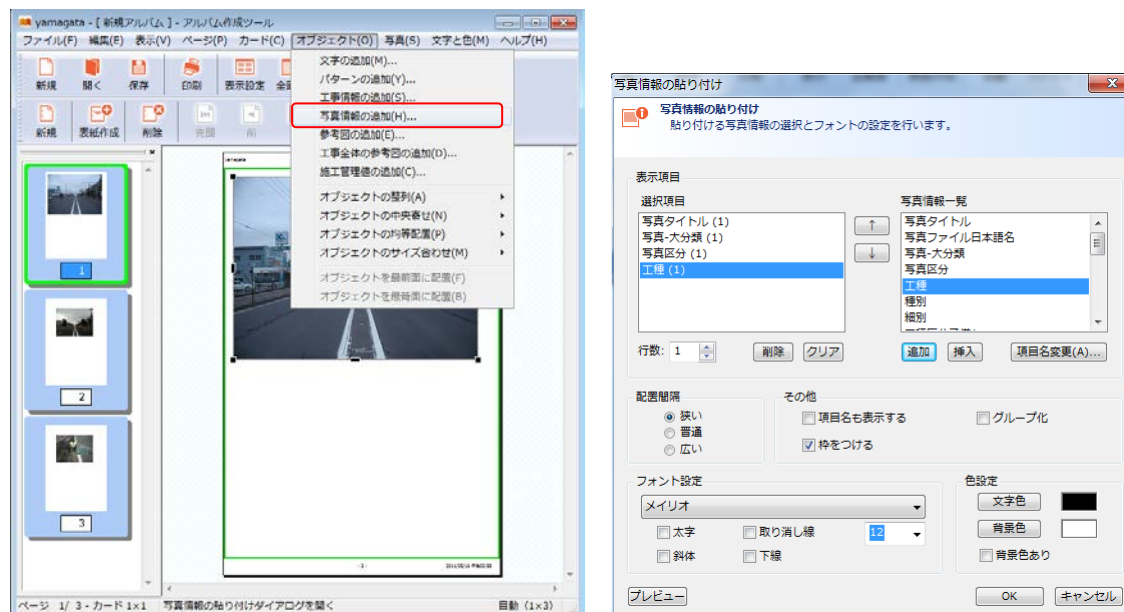 yamagata - [ 新規アルバム ] - アルバム作成ツール
ファイル(F) 編集(E) 表示(V) ページ(P) カード(C) オブジェクト(O) 写真(S) 文字と色(M) ヘルプ(H)
新規 開く 保存 印刷 表示設定
新規 表紙作成 削除 先頭 前
文字の追加(M)...
パターンの追加(Y)...
工事情報の追加(S)...
写真情報の追加(H)...
参考図の追加(E)...
工事全体の参考図の追加(D)...
施工管理値の追加(C)...
オブジェクトの整列(A)
オブジェクトの中央寄せ(N)
オブジェクトの均等配置(P)
オブジェクトのサイズ合わせ(M)
オブジェクトを最前面に配置(F)
オブジェクトを最背面に配置(B)
yamagata
1
2
3
ページ 1/ 3 - カード 1×1 写真情報の貼り付けダイアログを開く 自動 (1×3)
写真情報の貼り付け
写真情報の貼り付け
貼り付ける写真情報の選択とフォントの設定を行います。
表示項目
選択項目 写真情報一覧
写真タイトル (1)
写真-大分類 (1)
写真区分 (1)
工種 (1)
↑
↓
写真タイトル
写真ファイル日本語名
写真-大分類
写真区分
工種
種別
細別
行数: 1 削除 クリア 追加 挿入 項目名変更(A)...
配置間隔
狭い
普通
広い
その他
項目名も表示する グループ化
枠をつける
フォント設定
メイリオ
太字 取り消し線 12
斜体 下線
色設定
文字色
背景色
背景色あり
プレビュー OK キャンセル